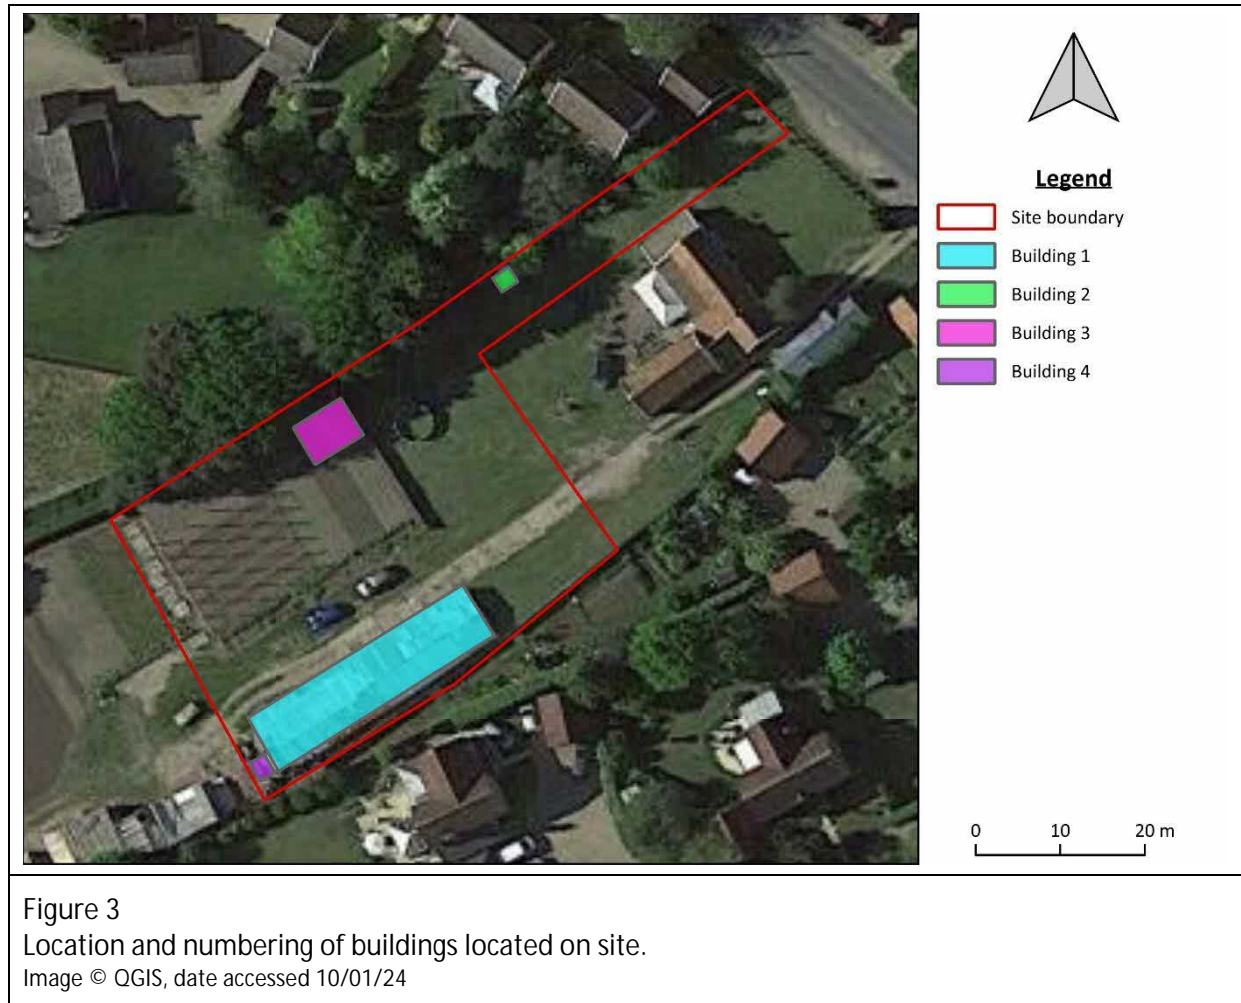 Legend
Site boundary
Building 1
Building 2
Building 3
Building 4
0 10 20 m
Figure 3
Location and numbering of buildings located on site.
Image © QGIS, date accessed 10/01/24